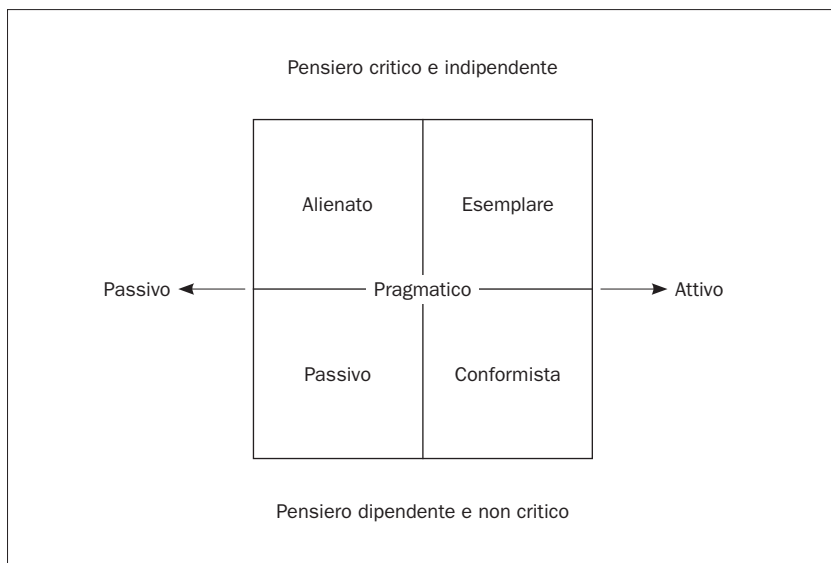 Pensiero critico e indipendente
Alienato
Esemplare
Passivo
Pragmatico
Attivo
Passivo
Conformista
Pensiero dipendente e non critico